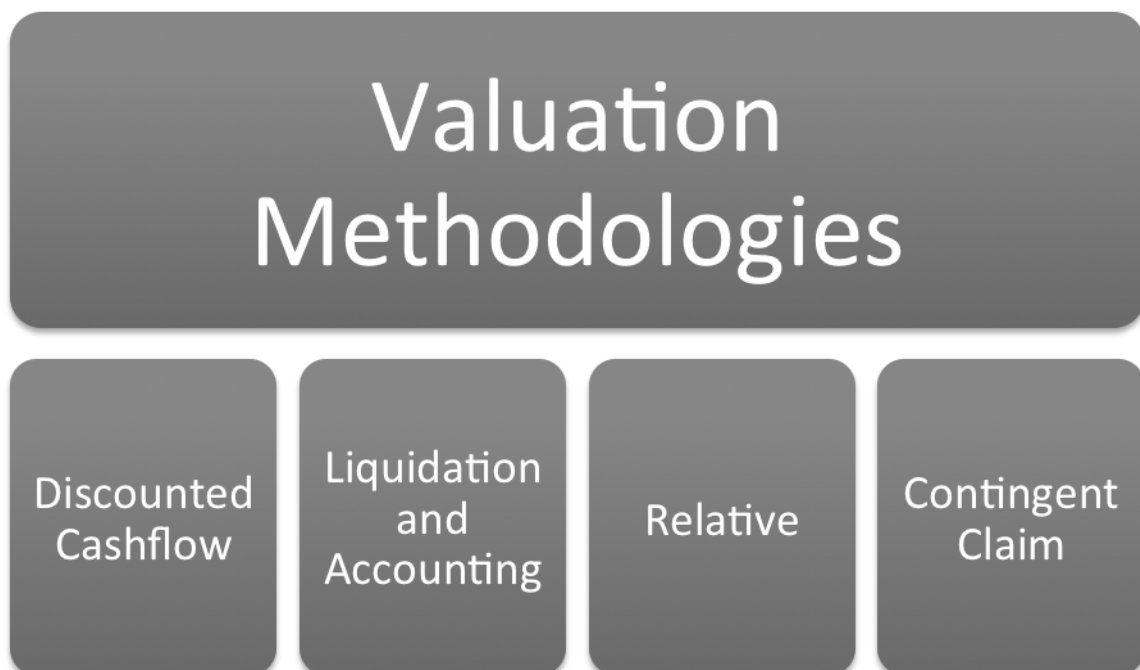 Valuation
Methodologies
Discounted
Cashflow
Liquidation
and
Accounting
Relative
Contingent
Claim